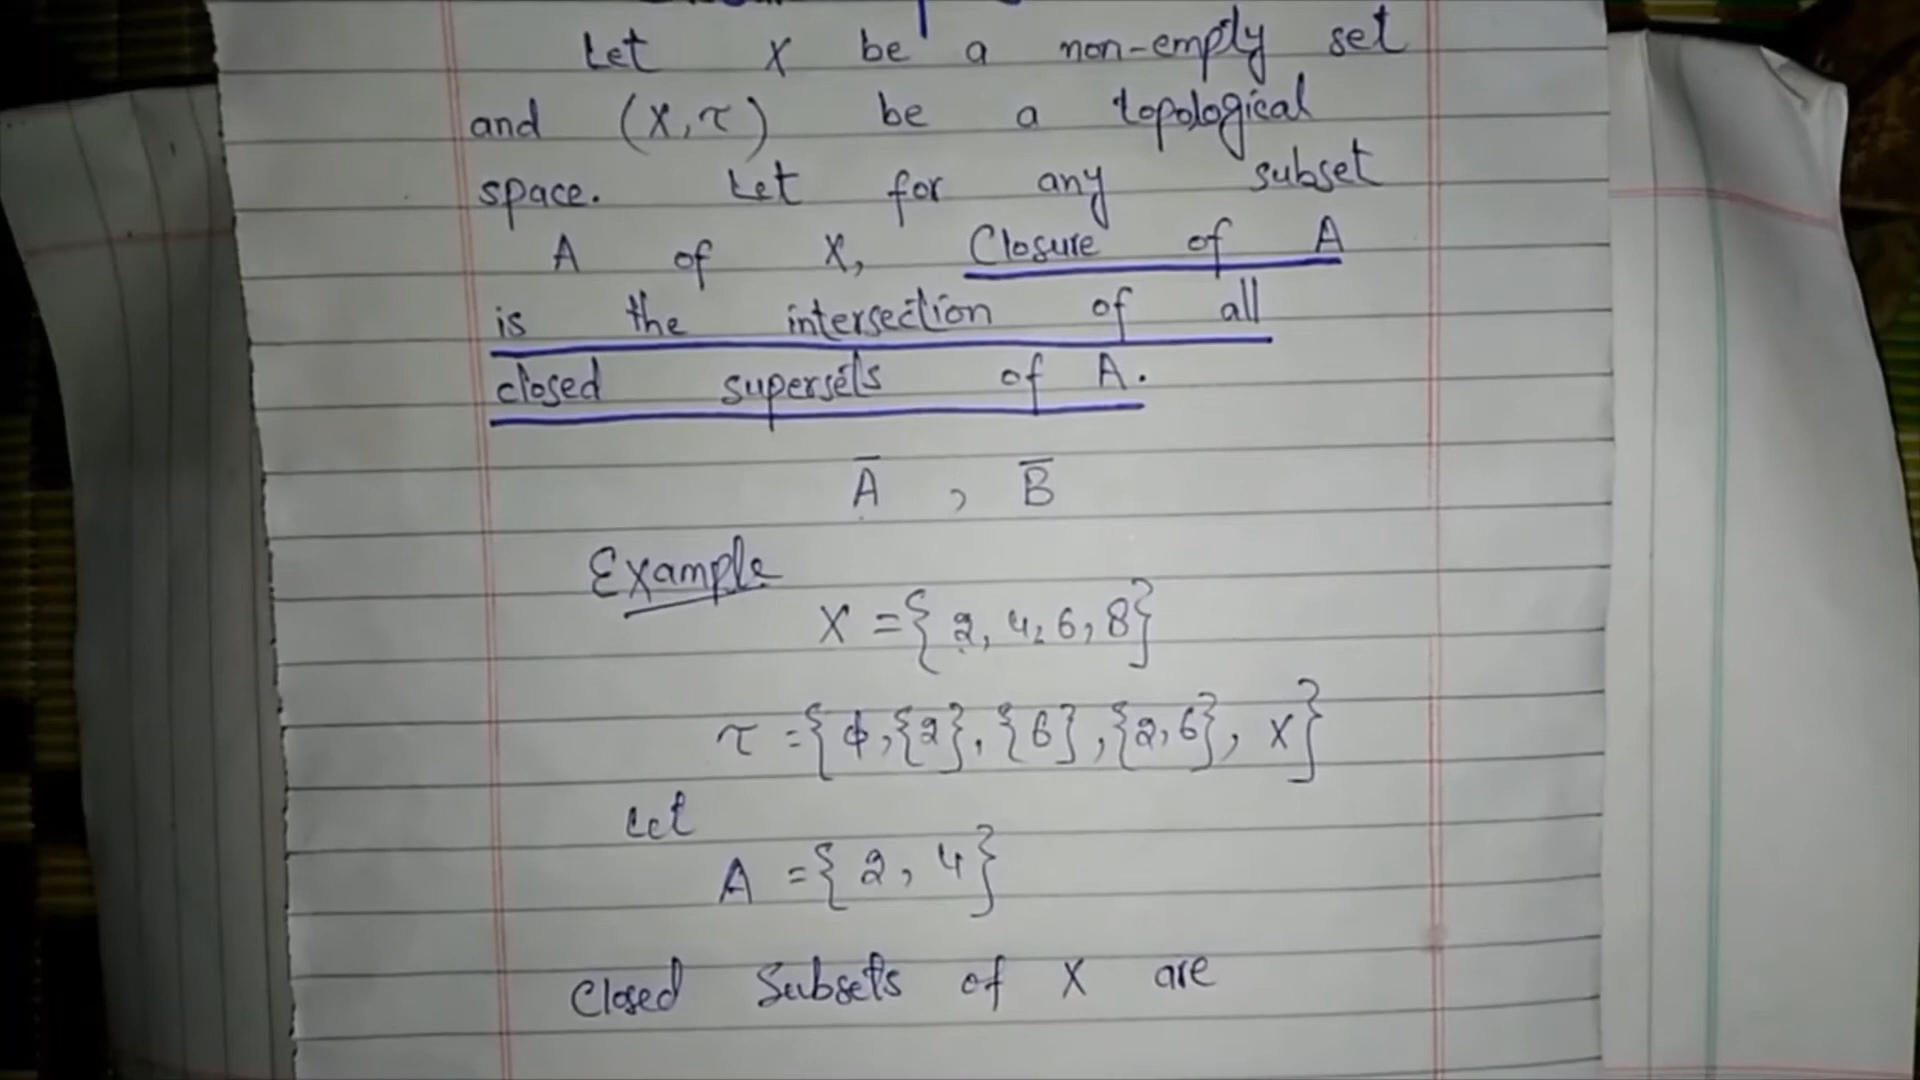 Let X be a non-empty set
and (X, τ) be a topological
space. Let for any subset
A of X, Closure of A
is the intersection of all
closed supersets of A.
A̅ , B̅
Example
X = { 2, 4, 6, 8 }
τ = { ϕ, {2}, {6}, {2,6}, X }
Let
A = { 2, 4 }
Closed Subsets of X are